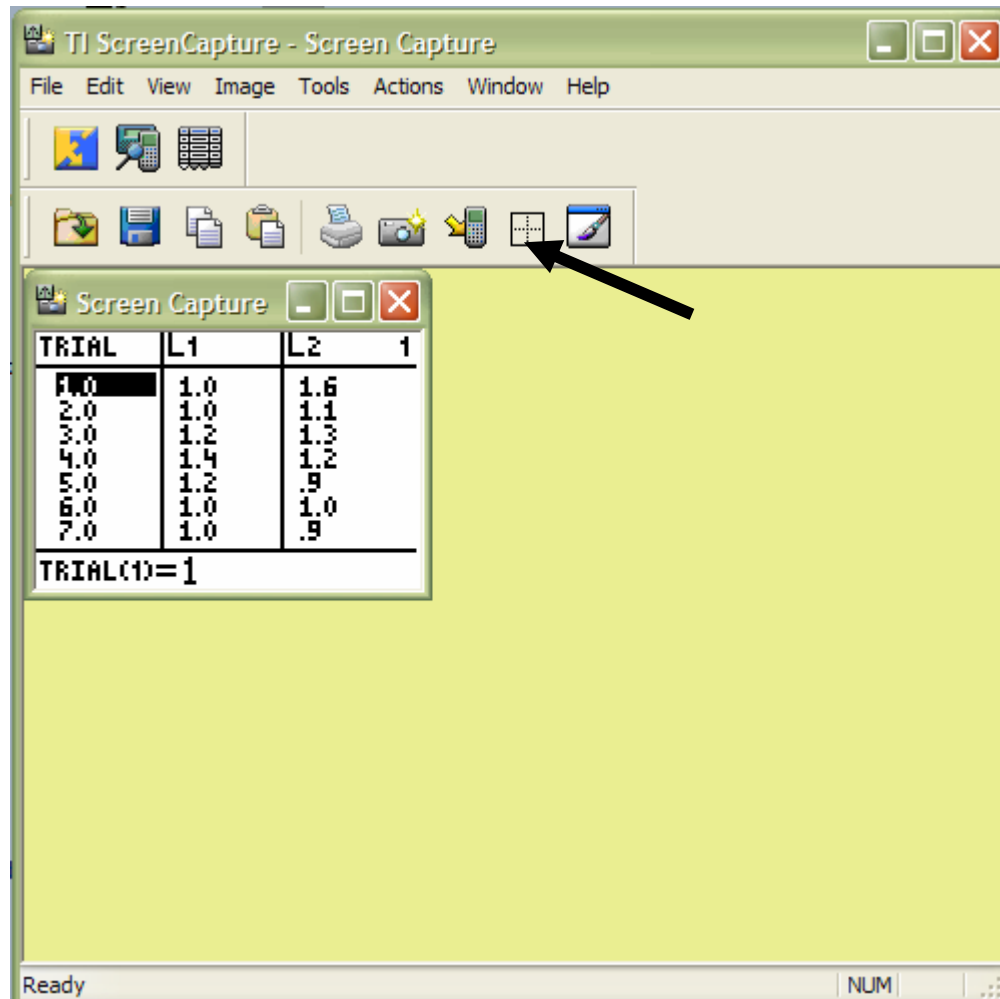 TI ScreenCapture - Screen Capture
File Edit View Image Tools Actions Window Help
Screen Capture
TRIAL L1 L2 1
1.0 1.0 1.6
2.0 1.0 1.1
3.0 1.2 1.3
4.0 1.4 1.2
5.0 1.2 .9
6.0 1.0 1.0
7.0 1.0 .9
TRIAL(1)=1
Ready NUM